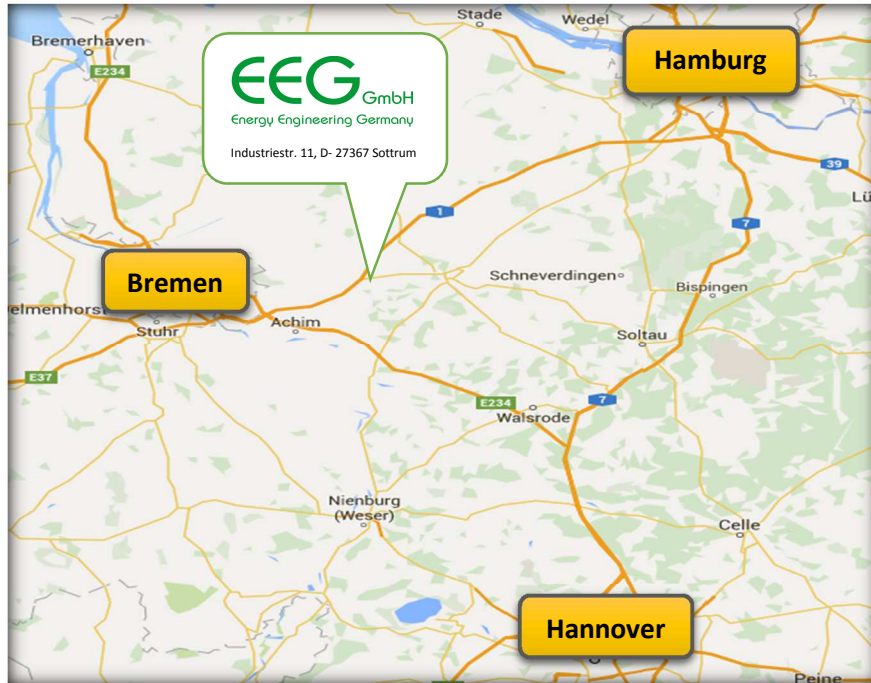 Stade
Wedel
Bremerhaven
E234
Hamburg
EEG GmbH
Energy Engineering Germany
Industriestr. 11, D- 27367 Sottrum
39
Lü
1
7
Bremen
Schneverdingen
Bispingen
elmenhorst
Stuhr
Achim
Soltau
E37
E234
7
Walsrode
Nienburg
(Weser)
Celle
Hannover
Peine